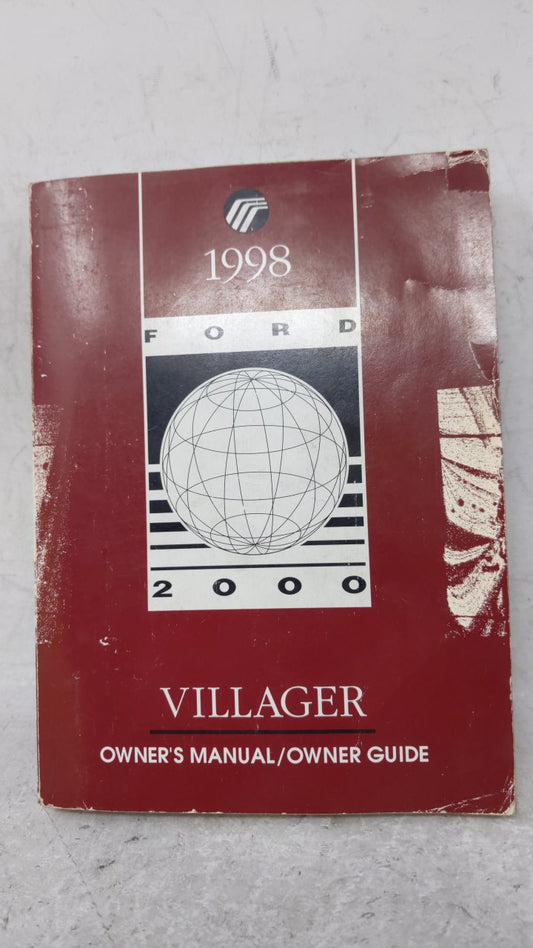 1998
FORD
2000
VILLAGER
OWNER'S MANUAL/OWNER GUIDE